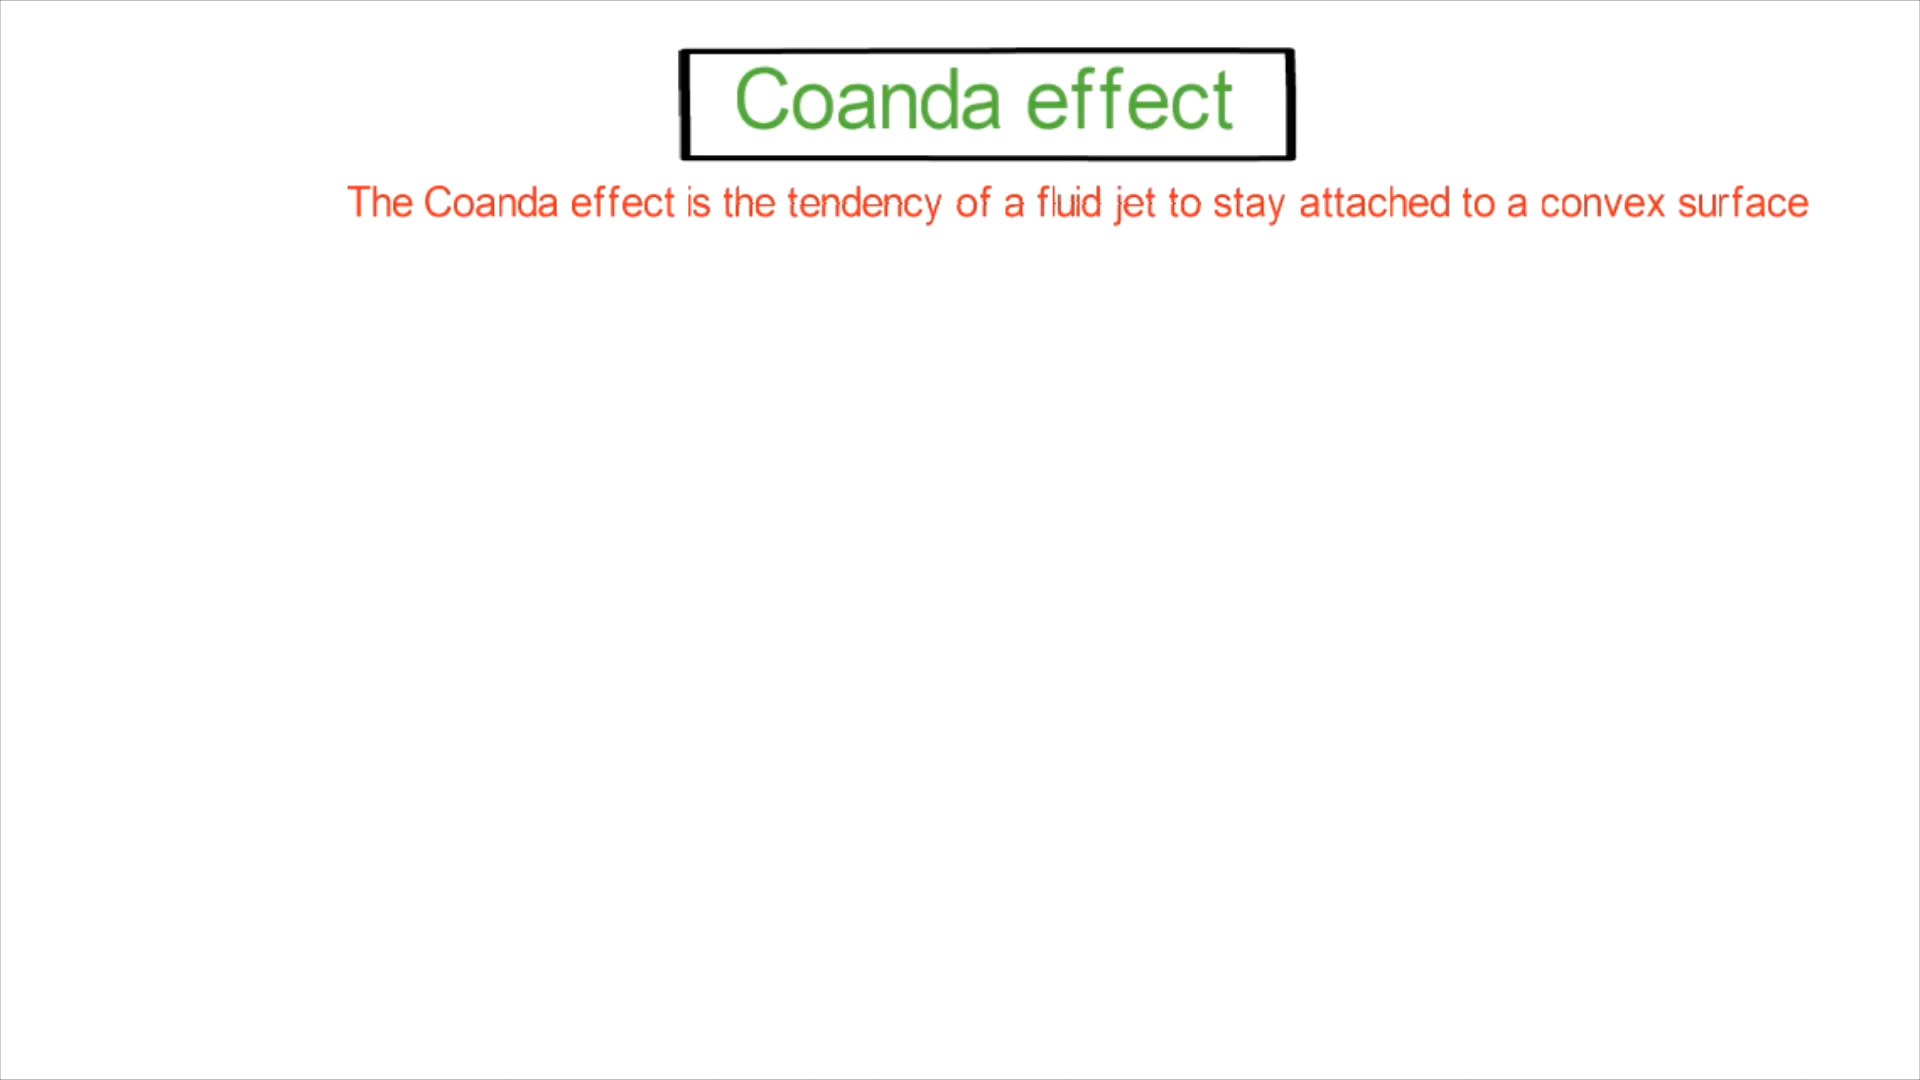 Coanda effect
The Coanda effect is the tendency of a fluid jet to stay attached to a convex surface